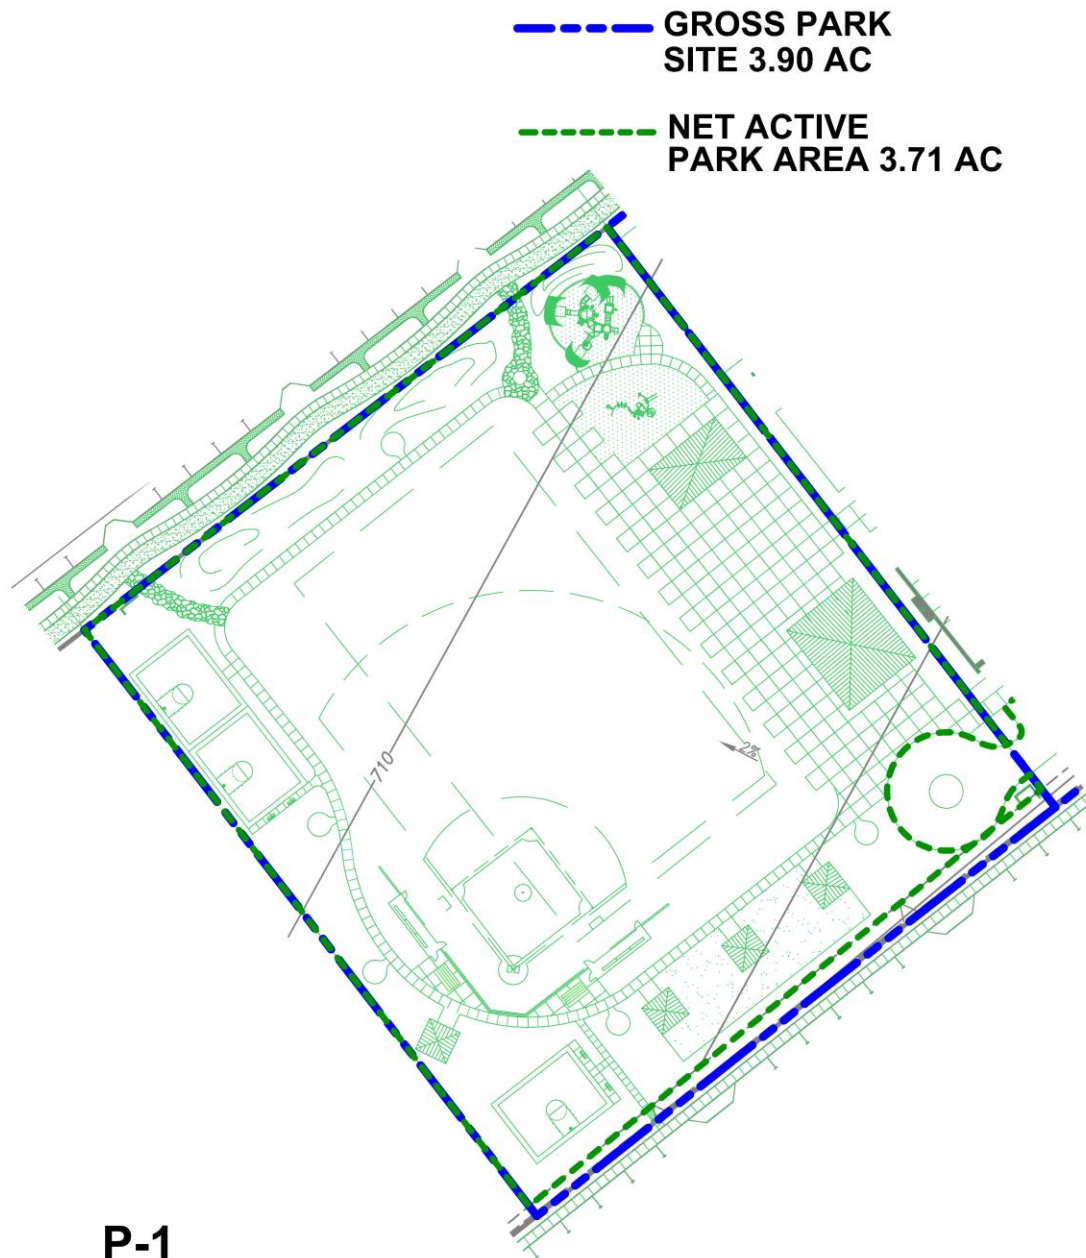 GROSS PARK
SITE 3.90 AC
NET ACTIVE
PARK AREA 3.71 AC
710
2%
P-1